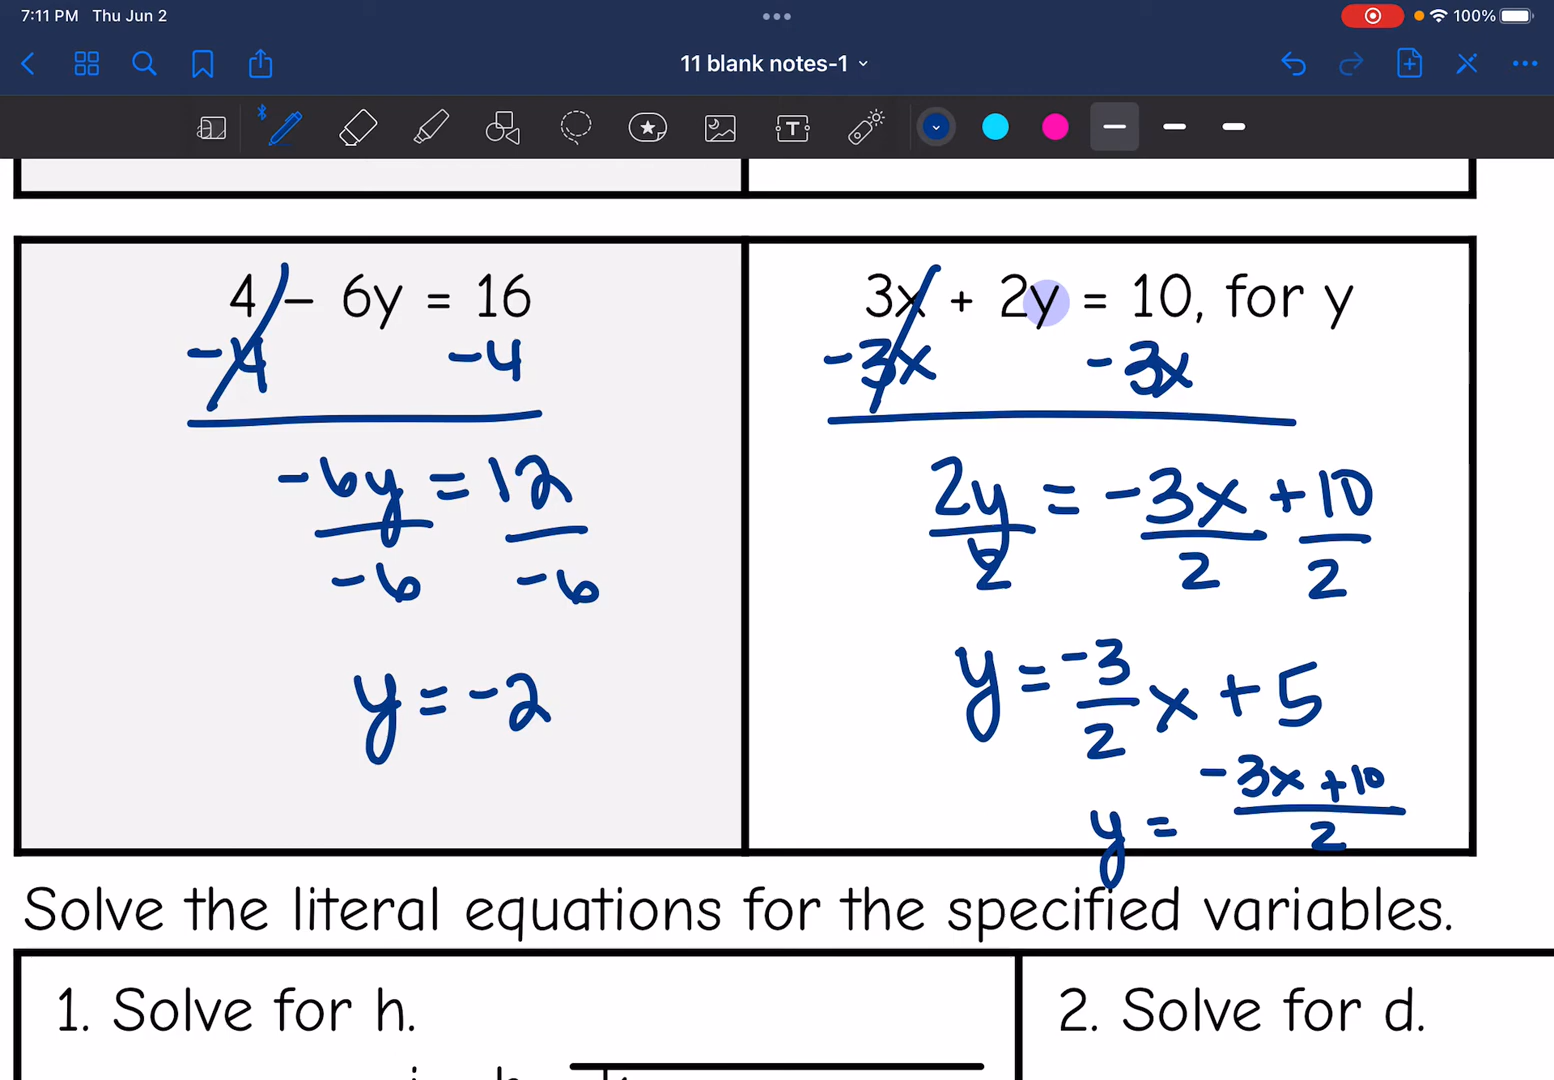 7:11 PM Thu Jun 2
100%
11 blank notes-1
T
4 - 6y = 16
-4 -4
-6y = 12
-6 -6
y = -2
3x + 2y = 10, for y
-3x -3x
2y = -3x + 10
2 2 2
y = -3/2 x + 5
-3x + 10
y =
2
Solve the literal equations for the specified variables.
1. Solve for h.
2. Solve for d.